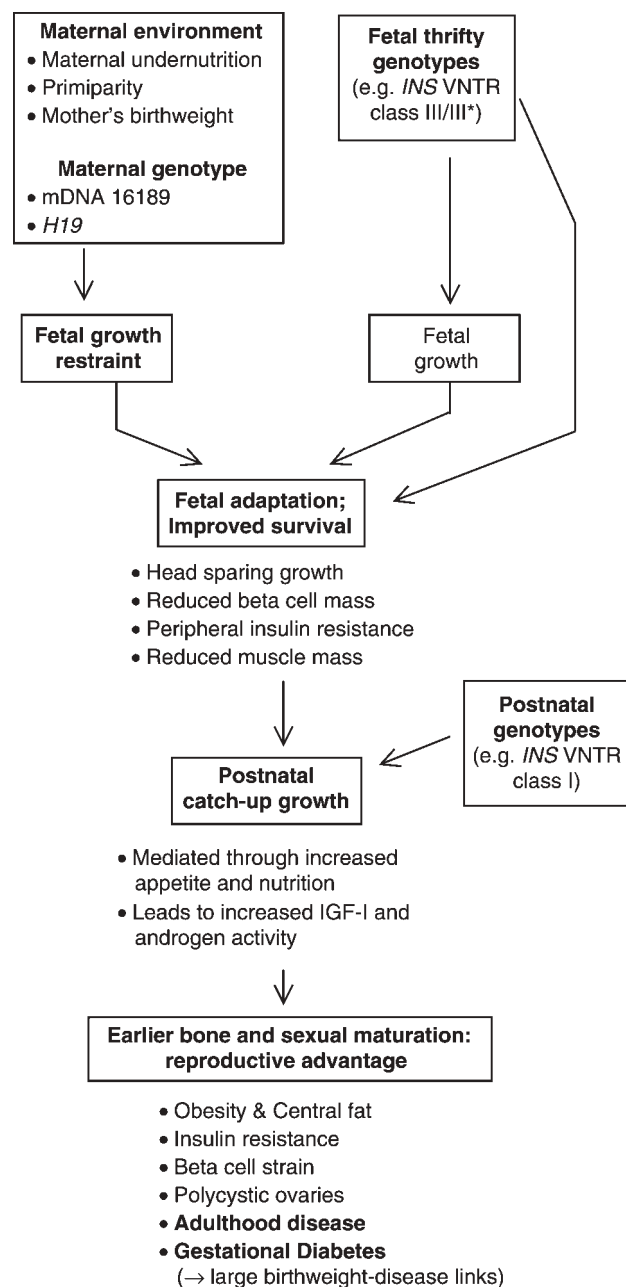 Maternal environment
• Maternal undernutrition
• Primiparity
• Mother's birthweight
Maternal genotype
• mDNA 16189
• H19
Fetal thrifty
genotypes
(e.g. INS VNTR
class III/III*)
Fetal growth
restraint
Fetal
growth
Fetal adaptation;
Improved survival
• Head sparing growth
• Reduced beta cell mass
• Peripheral insulin resistance
• Reduced muscle mass
Postnatal
genotypes
(e.g. INS VNTR
class I)
Postnatal
catch-up growth
• Mediated through increased
appetite and nutrition
• Leads to increased IGF-I and
androgen activity
Earlier bone and sexual maturation:
reproductive advantage
• Obesity & Central fat
• Insulin resistance
• Beta cell strain
• Polycystic ovaries
• Adulthood disease
• Gestational Diabetes
(→ large birthweight-disease links)